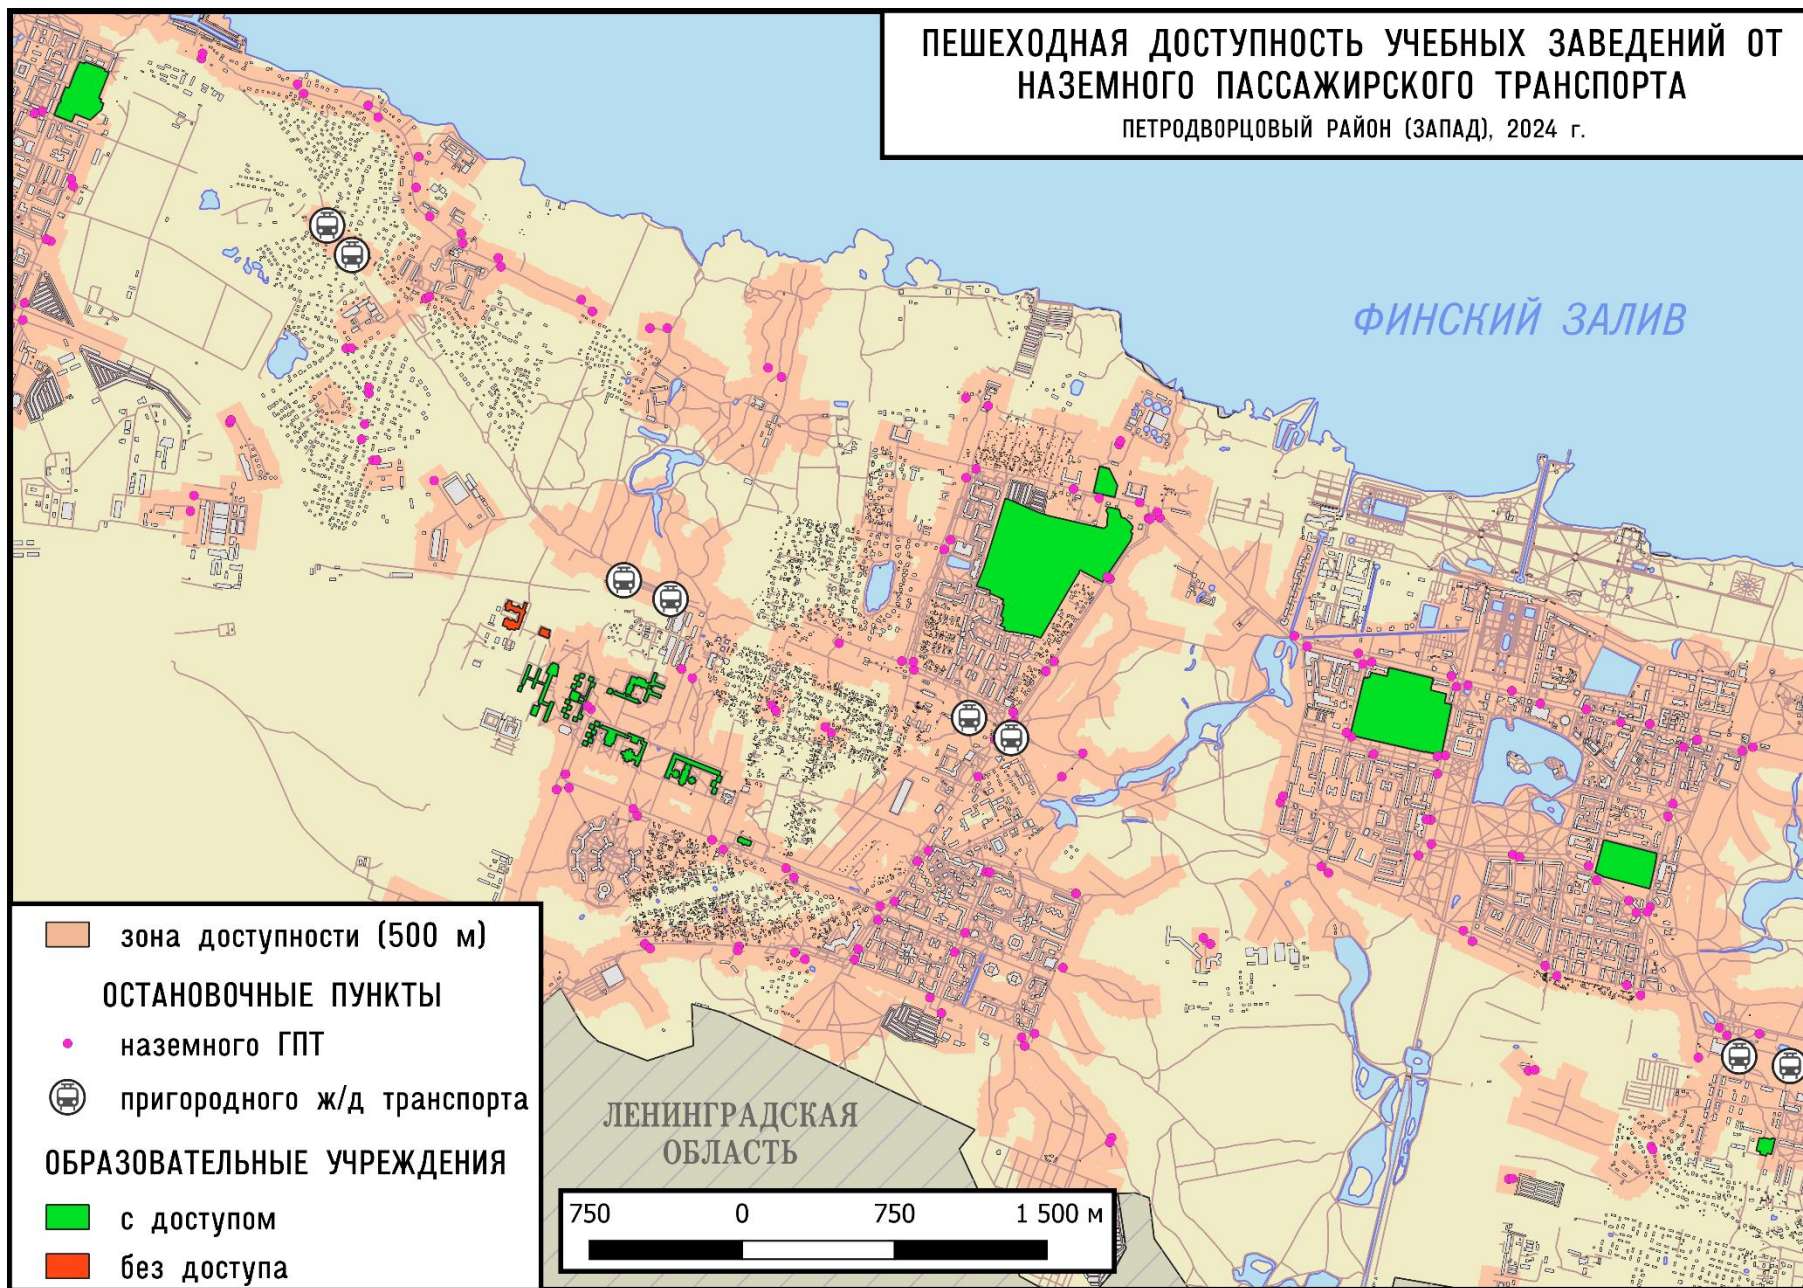 ПЕШЕХОДНАЯ ДОСТУПНОСТЬ УЧЕБНЫХ ЗАВЕДЕНИЙ ОТ
НАЗЕМНОГО ПАССАЖИРСКОГО ТРАНСПОРТА
ПЕТРОДВОРЦОВЫЙ РАЙОН (ЗАПАД), 2024 г.
ФИНСКИЙ ЗАЛИВ
зона доступности (500 м)
ОСТАНОВОЧНЫЕ ПУНКТЫ
наземного ГПТ
пригородного ж/д транспорта
ОБРАЗОВАТЕЛЬНЫЕ УЧРЕЖДЕНИЯ
с доступом
без доступа
ЛЕНИНГРАДСКАЯ
ОБЛАСТЬ
750 0 750 1 500 м